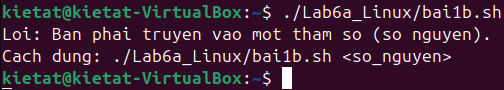 kietat@kietat-VirtualBox:~$ ./Lab6a_Linux/bai1b.sh
Loi: Ban phai truyen vao mot tham so (so nguyen).
Cach dung: ./Lab6a_Linux/bai1b.sh <so_nguyen>
kietat@kietat-VirtualBox:~$